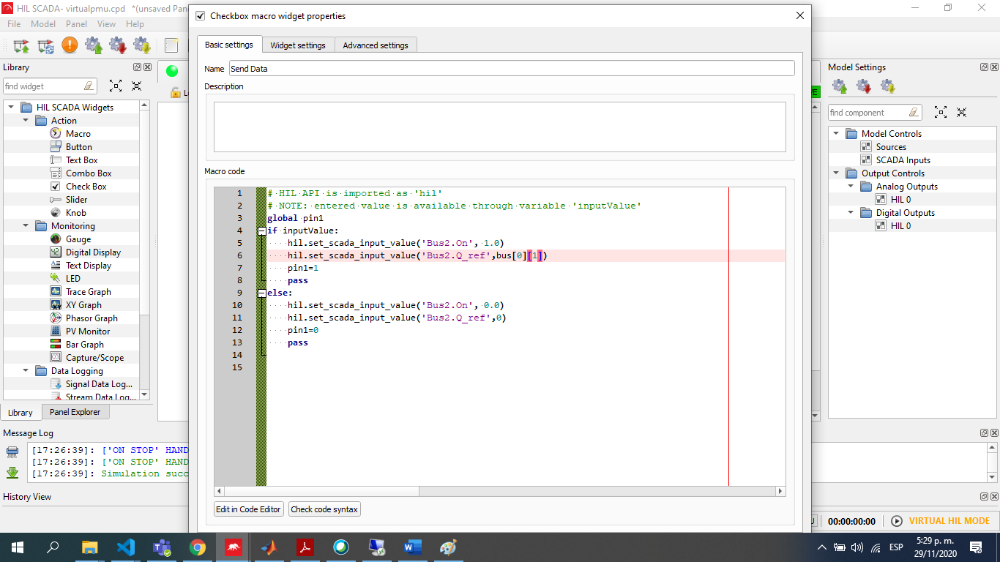 HIL SCADA- virtualpmu.cpd *(unsaved Pan
File Model Panel View Help
Checkbox macro widget properties
Basic settings Widget settings Advanced settings
Name Send Data
Description
Macro code
1 # HIL API is imported as 'hil'
2 # NOTE: entered value is available through variable 'inputValue'
3 global pin1
4 if inputValue:
5 hil.set_scada_input_value('Bus2.On', 1.0)
6 hil.set_scada_input_value('Bus2.Q_ref',bus[0][1])
7 pin1=1
8 pass
9 else:
10 hil.set_scada_input_value('Bus2.On', 0.0)
11 hil.set_scada_input_value('Bus2.Q_ref',0)
12 pin1=0
13 pass
14
15
Edit in Code Editor Check code syntax
Library
find widget
HIL SCADA Widgets
Action
Macro
Button
Text Box
Combo Box
Check Box
Slider
Knob
Monitoring
Gauge
Digital Display
Text Display
LED
Trace Graph
XY Graph
Phasor Graph
PV Monitor
Bar Graph
Capture/Scope
Data Logging
Signal Data Log...
Stream Data Log...
Library Panel Explorer
Message Log
[17:26:39]: ['ON STOP' HAND
[17:26:39]: ['ON STOP' HAND
[17:26:39]: Simulation succ
History View
Model Settings
find component
Model Controls
Sources
SCADA Inputs
Output Controls
Analog Outputs
HIL 0
Digital Outputs
HIL 0
00:00:00:00 VIRTUAL HIL MODE
ESP
5:29 p. m.
29/11/2020